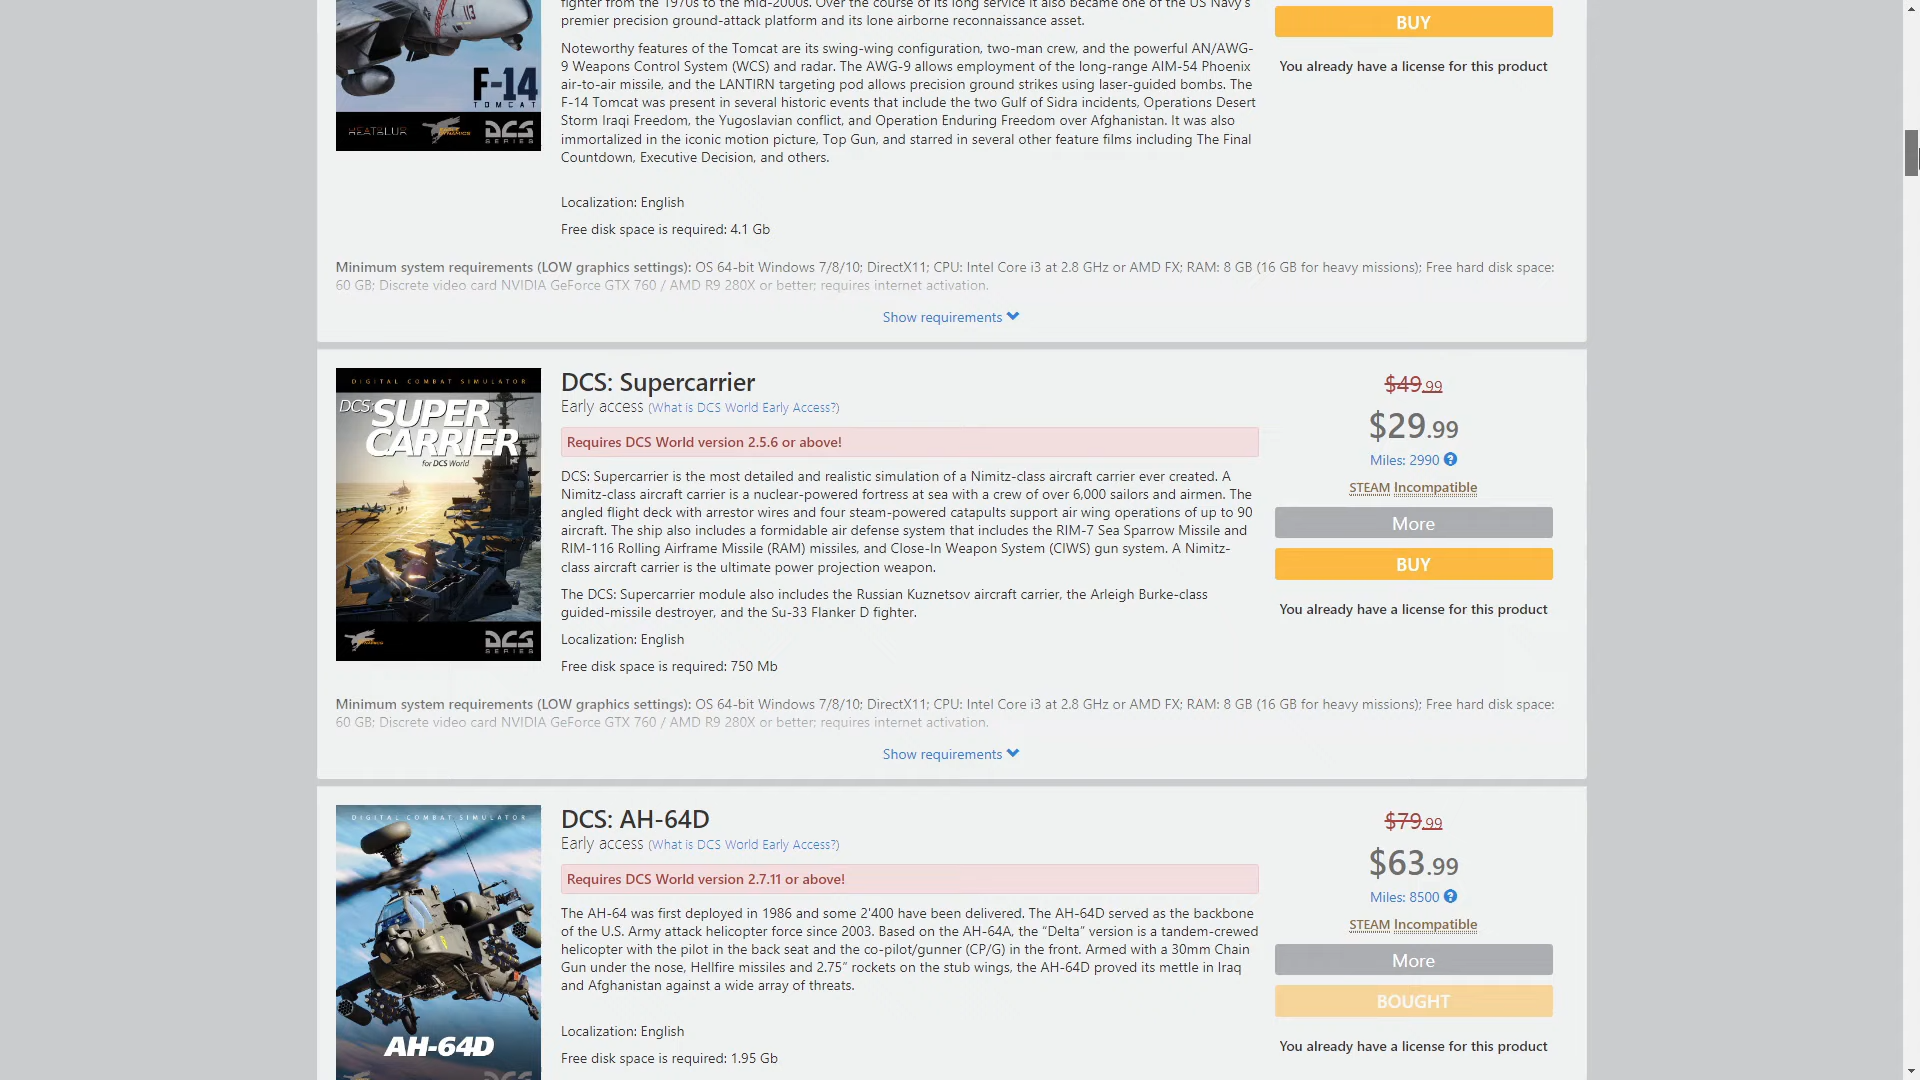 fighter from the 1970s to the mid-2000s. Over the course of its long service it also became one of the US Navy's
premier precision ground-attack platform and its lone airborne reconnaissance asset.
BUY
You already have a license for this product
Noteworthy features of the Tomcat are its swing-wing configuration, two-man crew, and the powerful AN/AWG-
9 Weapons Control System (WCS) and radar. The AWG-9 allows employment of the long-range AIM-54 Phoenix
air-to-air missile, and the LANTIRN targeting pod allows precision ground strikes using laser-guided bombs. The
F-14 Tomcat was present in several historic events that include the two Gulf of Sidra incidents, Operations Desert
Storm Iraqi Freedom, the Yugoslavian conflict, and Operation Enduring Freedom over Afghanistan. It was also
immortalized in the iconic motion picture, Top Gun, and starred in several other feature films including The Final
Countdown, Executive Decision, and others.
113
F-14
TOMCAT
HEATBLUR
DCS
SERIES
Localization: English
Free disk space is required: 4.1 Gb
Minimum system requirements (LOW graphics settings): OS 64-bit Windows 7/8/10; DirectX11; CPU: Intel Core i3 at 2.8 GHz or AMD FX; RAM: 8 GB (16 GB for heavy missions); Free hard disk space:
60 GB; Discrete video card NVIDIA GeForce GTX 760 / AMD R9 280X or better; requires internet activation.
Show requirements
DIGITAL COMBAT SIMULATOR
DCS:
SUPER
CARRIER
for DCS World
DCS
SERIES
DCS: Supercarrier
Early access (What is DCS World Early Access?)
Requires DCS World version 2.5.6 or above!
DCS: Supercarrier is the most detailed and realistic simulation of a Nimitz-class aircraft carrier ever created. A
Nimitz-class aircraft carrier is a nuclear-powered fortress at sea with a crew of over 6,000 sailors and airmen. The
angled flight deck with arrestor wires and four steam-powered catapults support air wing operations of up to 90
aircraft. The ship also includes a formidable air defense system that includes the RIM-7 Sea Sparrow Missile and
RIM-116 Rolling Airframe Missile (RAM) missiles, and Close-In Weapon System (CIWS) gun system. A Nimitz-
class aircraft carrier is the ultimate power projection weapon.
The DCS: Supercarrier module also includes the Russian Kuznetsov aircraft carrier, the Arleigh Burke-class
guided-missile destroyer, and the Su-33 Flanker D fighter.
Localization: English
Free disk space is required: 750 Mb
$49.99
$29.99
Miles: 2990
STEAM Incompatible
More
BUY
You already have a license for this product
Minimum system requirements (LOW graphics settings): OS 64-bit Windows 7/8/10; DirectX11; CPU: Intel Core i3 at 2.8 GHz or AMD FX; RAM: 8 GB (16 GB for heavy missions); Free hard disk space:
60 GB; Discrete video card NVIDIA GeForce GTX 760 / AMD R9 280X or better; requires internet activation.
Show requirements
DIGITAL COMBAT SIMULATOR
AH-64D
DCS: AH-64D
Early access (What is DCS World Early Access?)
Requires DCS World version 2.7.11 or above!
The AH-64 was first deployed in 1986 and some 2'400 have been delivered. The AH-64D served as the backbone
of the U.S. Army attack helicopter force since 2003. Based on the AH-64A, the “Delta” version is a tandem-crewed
helicopter with the pilot in the back seat and the co-pilot/gunner (CP/G) in the front. Armed with a 30mm Chain
Gun under the nose, Hellfire missiles and 2.75” rockets on the stub wings, the AH-64D proved its mettle in Iraq
and Afghanistan against a wide array of threats.
Localization: English
Free disk space is required: 1.95 Gb
$79.99
$63.99
Miles: 8500
STEAM Incompatible
More
BOUGHT
You already have a license for this product